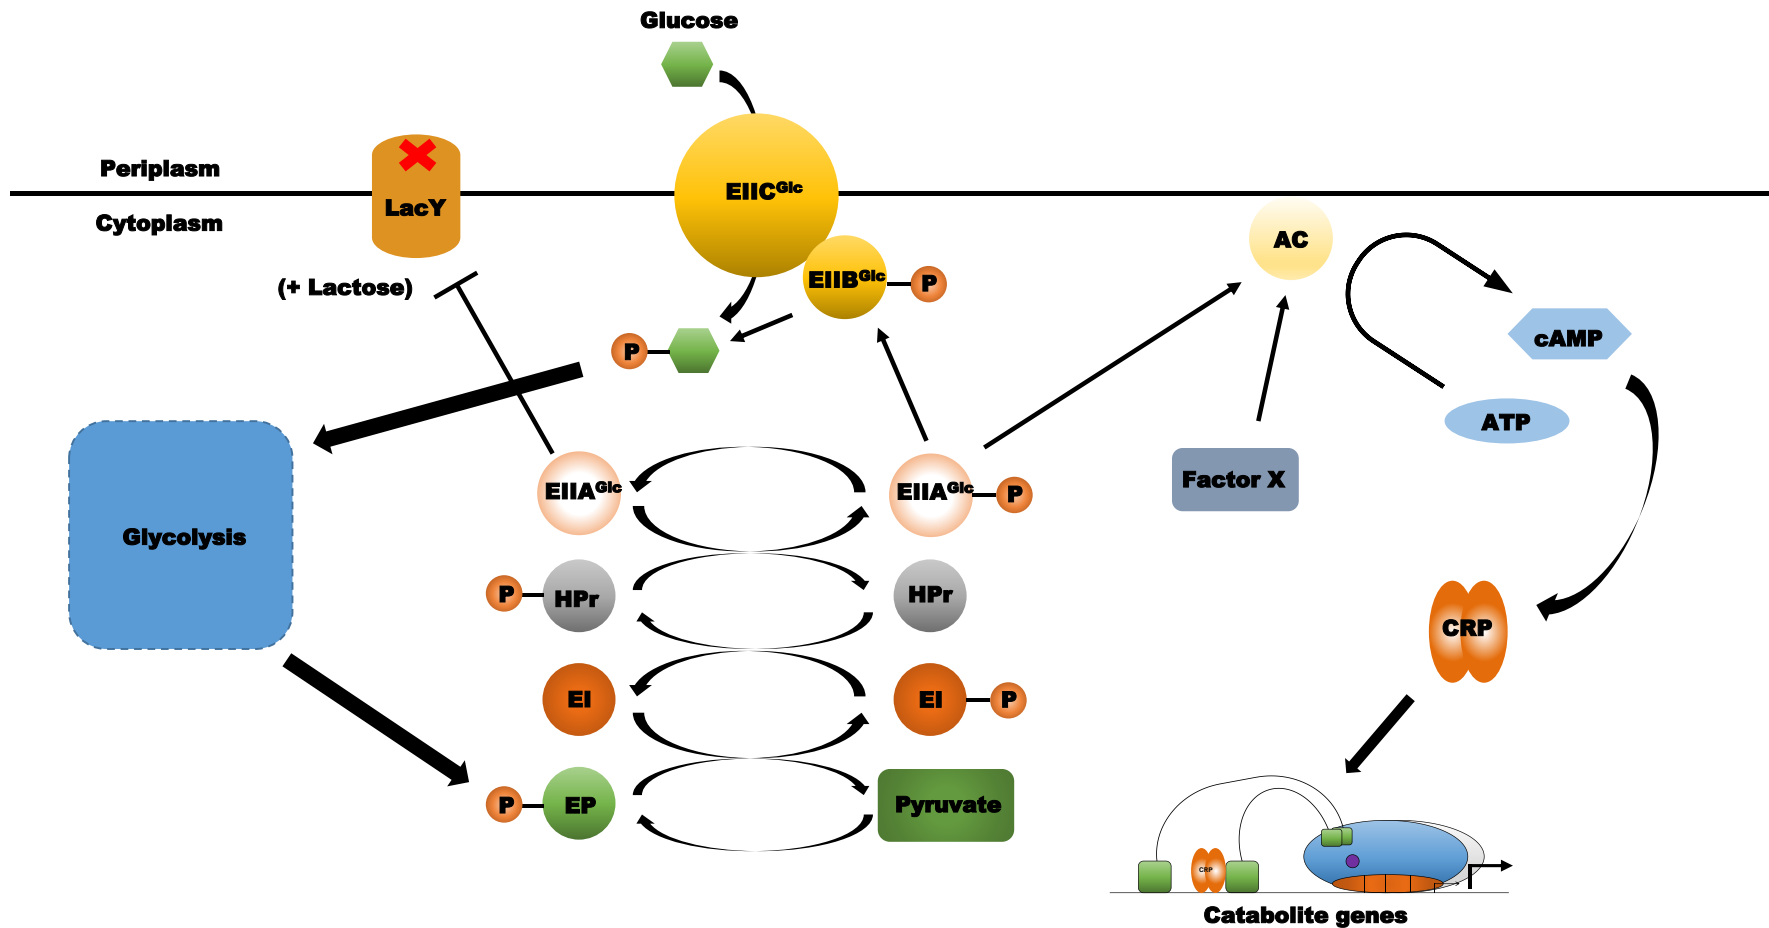 Glucose
Periplasm
EIIC^Glc
LacY
Cytoplasm
AC
(+ Lactose)
EIIB^Glc
P
P
cAMP
ATP
Factor X
EIIA^Glc
EIIA^Glc
P
Glycolysis
P
HPr
HPr
CRP
EI
EI
P
P
EP
Pyruvate
CRP
Catabolite genes